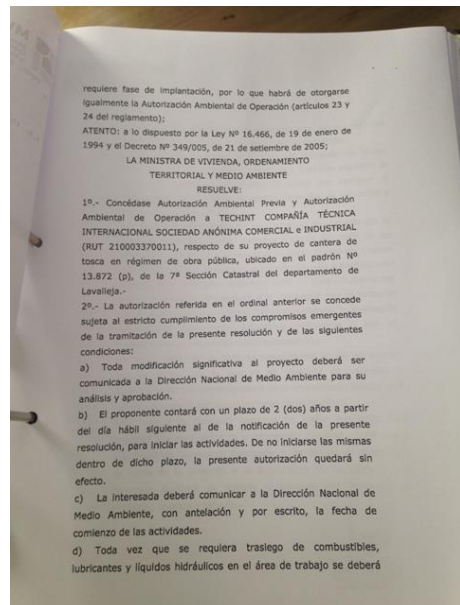 requiere fase de implantación, por lo que habrá de otorgarse
igualmente la Autorización Ambiental de Operación (artículos 23 y
24 del reglamento);
ATENTO: a lo dispuesto por la Ley Nº 16.466, de 19 de enero de
1994 y el Decreto Nº 349/005, de 21 de setiembre de 2005;
LA MINISTRA DE VIVIENDA, ORDENAMIENTO
TERRITORIAL Y MEDIO AMBIENTE
RESUELVE:
1º.- Concédase Autorización Ambiental Previa y Autorización
Ambiental de Operación a TECHINT COMPAÑÍA TÉCNICA
INTERNACIONAL SOCIEDAD ANÓNIMA COMERCIAL e INDUSTRIAL
(RUT 210003370011), respecto de su proyecto de cantera de
tosca en régimen de obra pública, ubicado en el padrón Nº
13.872 (p), de la 7ª Sección Catastral del departamento de
Lavalleja.-
2º.- La autorización referida en el ordinal anterior se concede
sujeta al estricto cumplimiento de los compromisos emergentes
de la tramitación de la presente resolución y de las siguientes
condiciones:
a) Toda modificación significativa al proyecto deberá ser
comunicada a la Dirección Nacional de Medio Ambiente para su
análisis y aprobación.
b) El proponente contará con un plazo de 2 (dos) años a partir
del día hábil siguiente al de la notificación de la presente
resolución, para iniciar las actividades. De no iniciarse las mismas
dentro de dicho plazo, la presente autorización quedará sin
efecto.
c) La interesada deberá comunicar a la Dirección Nacional de
Medio Ambiente, con antelación y por escrito, la fecha de
comienzo de las actividades.
d) Toda vez que se requiera trasiego de combustibles,
lubricantes y líquidos hidráulicos en el área de trabajo se deberá